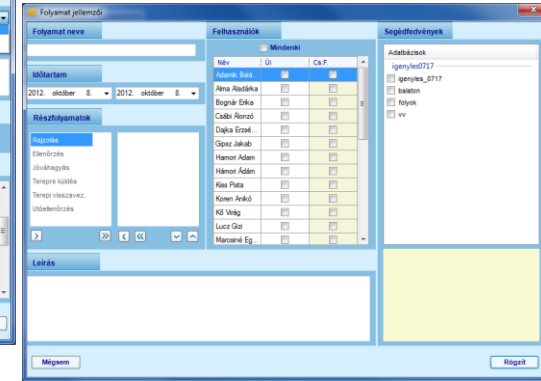 Folyamat jellemzői
Folyamat neve
Időtartam
2012. október 8.
2012. október 8.
Részfolyamatok
Rajzolás
Ellenőrzés
Jóváhagyás
Terepre küldés
Terepi visszavez.
Utóellenőrzés
Felhasználók
Mindenki
Név ÜI Cs.F.
Adamik Balá...
Alma Aladárka
Bognár Erika
Csábi Alonzó
Dajka Erzsé...
Gipsz Jakab
Hamori Adam
Hámori Ádám
Kiss Pista
Koren Anikó
Kő Virág
Lucz Gizi
Marosiné Eg...
Segédfedvények
Adatbázisok
igenyles0717
igenyles_0717
balaton
folyok
vv
Leírás
Mégsem
Rögzít